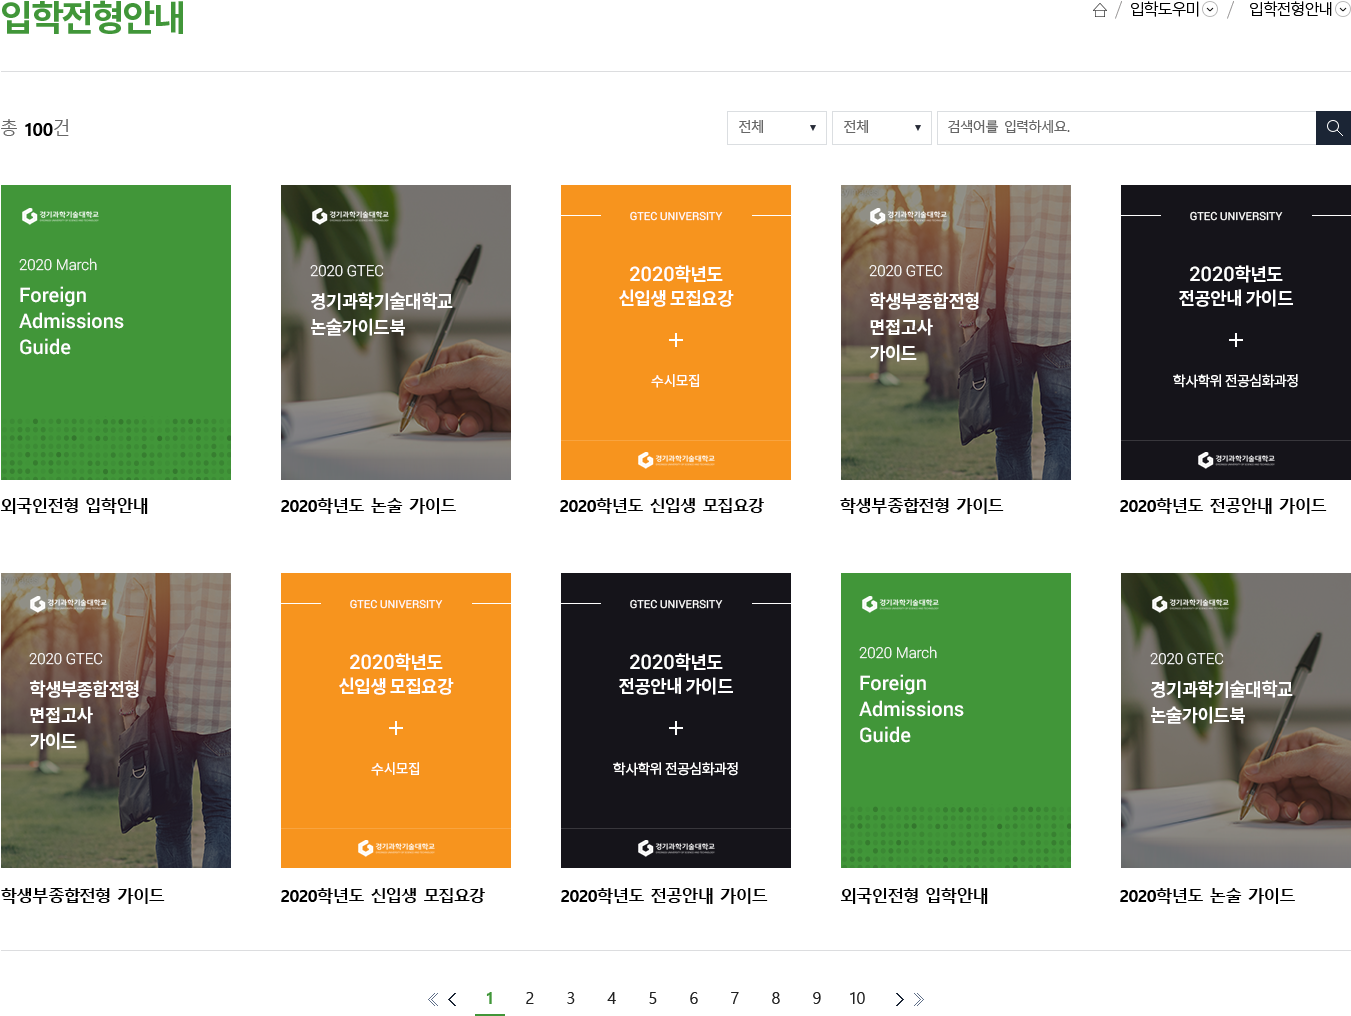 입학전형안내
입학도우미
/
입학전형안내
총 100건
전체 ▼
전체 ▼
검색어를 입력하세요.
경기과학기술대학교
2020 March
Foreign
Admissions
Guide
외국인전형 입학안내
경기과학기술대학교
2020 GTEC
경기과학기술대학교
논술가이드북
2020학년도 논술 가이드
GTEC UNIVERSITY
2020학년도
신입생 모집요강
+
수시모집
경기과학기술대학교
2020학년도 신입생 모집요강
경기과학기술대학교
2020 GTEC
학생부종합전형
면접고사
가이드
학생부종합전형 가이드
GTEC UNIVERSITY
2020학년도
전공안내 가이드
+
학사학위 전공심화과정
경기과학기술대학교
2020학년도 전공안내 가이드
경기과학기술대학교
2020 GTEC
학생부종합전형
면접고사
가이드
학생부종합전형 가이드
GTEC UNIVERSITY
2020학년도
신입생 모집요강
+
수시모집
경기과학기술대학교
2020학년도 신입생 모집요강
GTEC UNIVERSITY
2020학년도
전공안내 가이드
+
학사학위 전공심화과정
경기과학기술대학교
2020학년도 전공안내 가이드
경기과학기술대학교
2020 March
Foreign
Admissions
Guide
외국인전형 입학안내
경기과학기술대학교
2020 GTEC
경기과학기술대학교
논술가이드북
2020학년도 논술 가이드
1 2 3 4 5 6 7 8 9 10